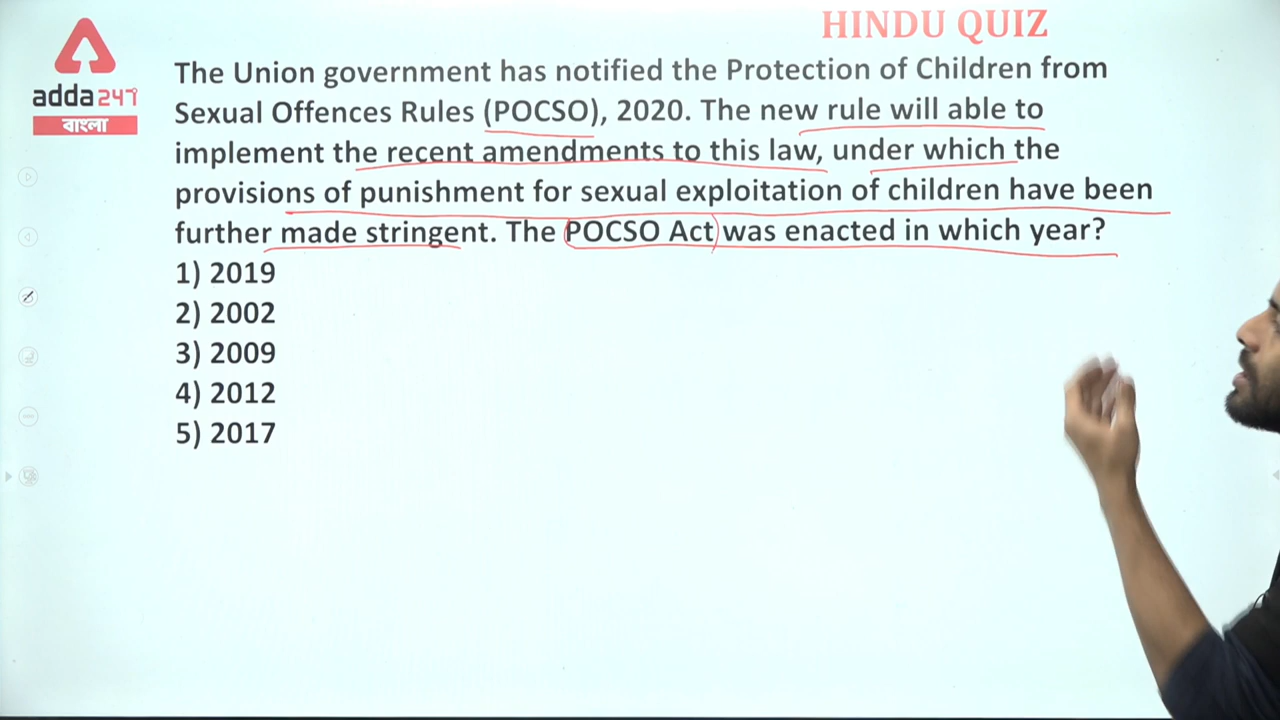 HINDU QUIZ
adda247
বাংলা
The Union government has notified the Protection of Children from
Sexual Offences Rules (POCSO), 2020. The new rule will able to
implement the recent amendments to this law, under which the
provisions of punishment for sexual exploitation of children have been
further made stringent. The POCSO Act was enacted in which year?
1) 2019
2) 2002
3) 2009
4) 2012
5) 2017